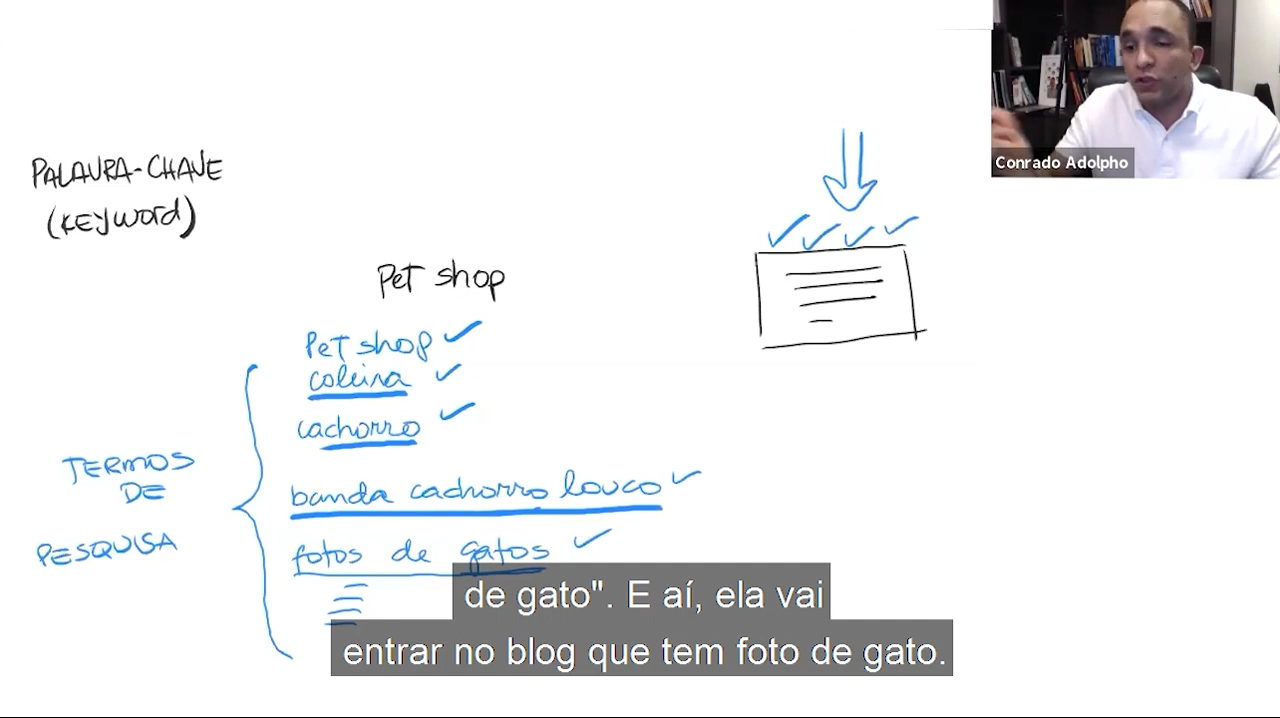 Conrado Adolpho
PALAVRA-CHAVE
(KEYWORD)
Pet shop
Pet shop
coleira
cachorro
banda cachorro louco
fotos de gatos
TERMOS
DE
PESQUISA
de gato". E aí, ela vai
entrar no blog que tem foto de gato.